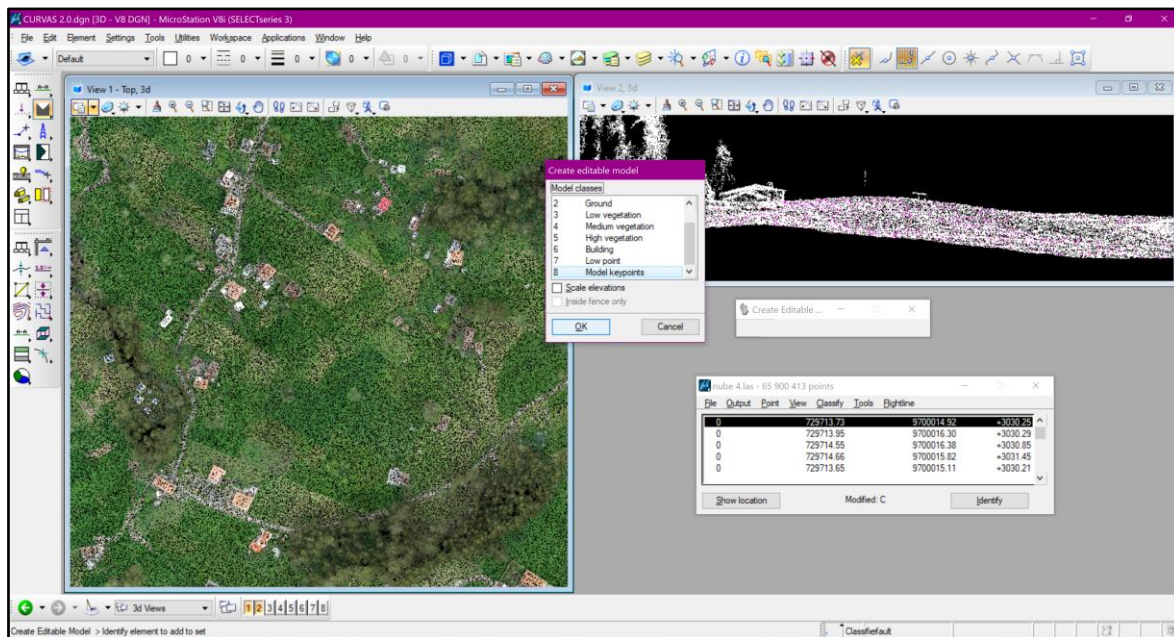 CURVAS 2.0.dgn [3D - V8 DGN] - MicroStation V8i (SELECTseries 3)
File Edit Element Settings Tools Utilities Workspace Applications Window Help
Default 0 0 0 0 0
View 1 - Top, 3d
View 2, 3d
Create editable model
Model classes
2 Ground
3 Low vegetation
4 Medium vegetation
5 High vegetation
6 Building
7 Low point
8 Model keypoints
Scale elevations
Inside fence only
OK Cancel
Create Editable ...
nube 4.las - 65 900 413 points
File Output Point View Classify Tools Flightline
0 729713.73 9700014.92 +3030.25
0 729713.95 9700016.30 +3030.29
0 729714.55 9700016.38 +3030.85
0 729714.66 9700015.82 +3031.45
0 729713.65 9700015.11 +3030.21
Show location Modified: C Identify
3d Views 1 2 3 4 5 6 7 8
Create Editable Model > Identify element to add to set
Classifiefault